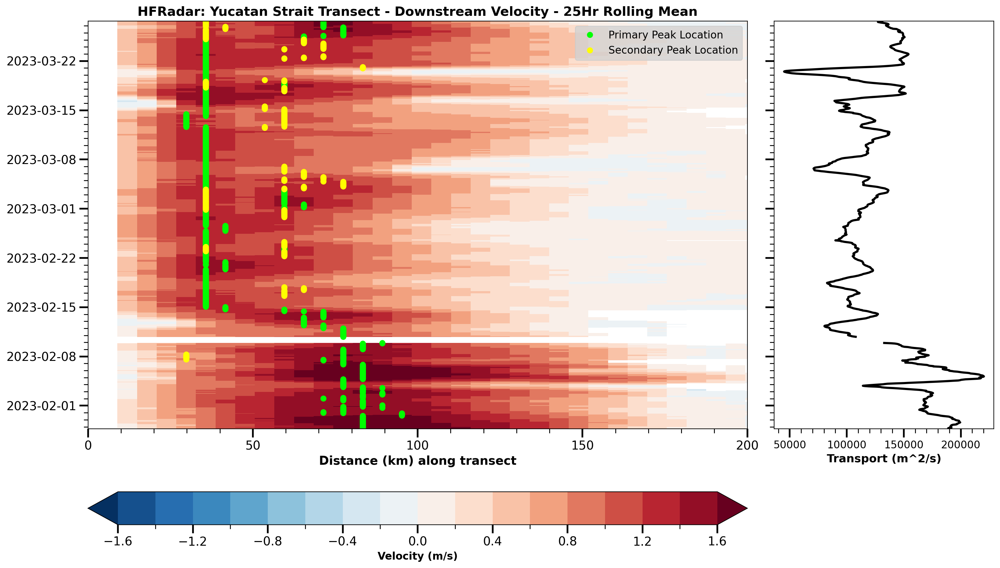 HFRadar: Yucatan Strait Transect - Downstream Velocity - 25Hr Rolling Mean
Primary Peak Location
Secondary Peak Location
2023-03-22
2023-03-15
2023-03-08
2023-03-01
2023-02-22
2023-02-15
2023-02-08
2023-02-01
0 50 100 150 200
Distance (km) along transect
50000 100000 150000 200000
Transport (m^2/s)
−1.6 −1.2 −0.8 −0.4 0.0 0.4 0.8 1.2 1.6
Velocity (m/s)